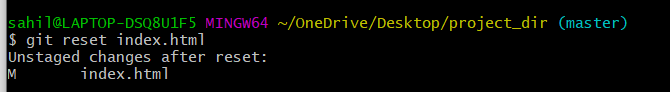 sahil@LAPTOP-DSQ8U1F5 MINGW64 ~/OneDrive/Desktop/project_dir (master)
$ git reset index.html
Unstaged changes after reset:
M       index.html